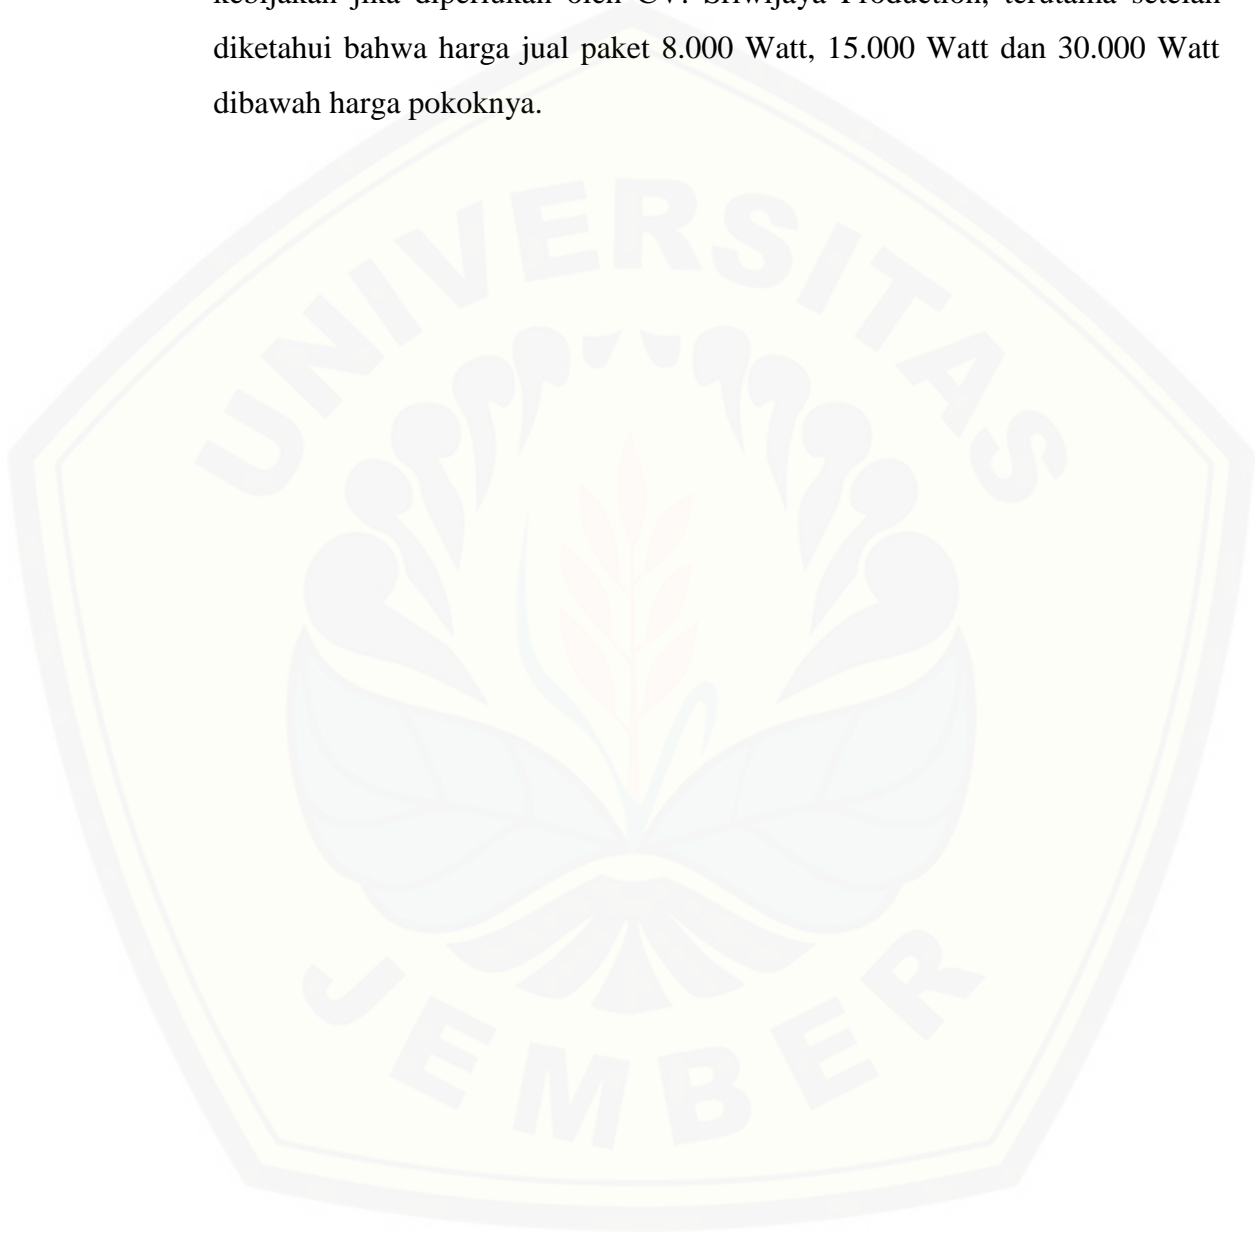 kebijakan jika diperlukan oleh CV. Sriwijaya Production, terutama setelah
diketahui bahwa harga jual paket 8.000 Watt, 15.000 Watt dan 30.000 Watt
dibawah harga pokoknya.
UNIVERSITAS
JEMBER